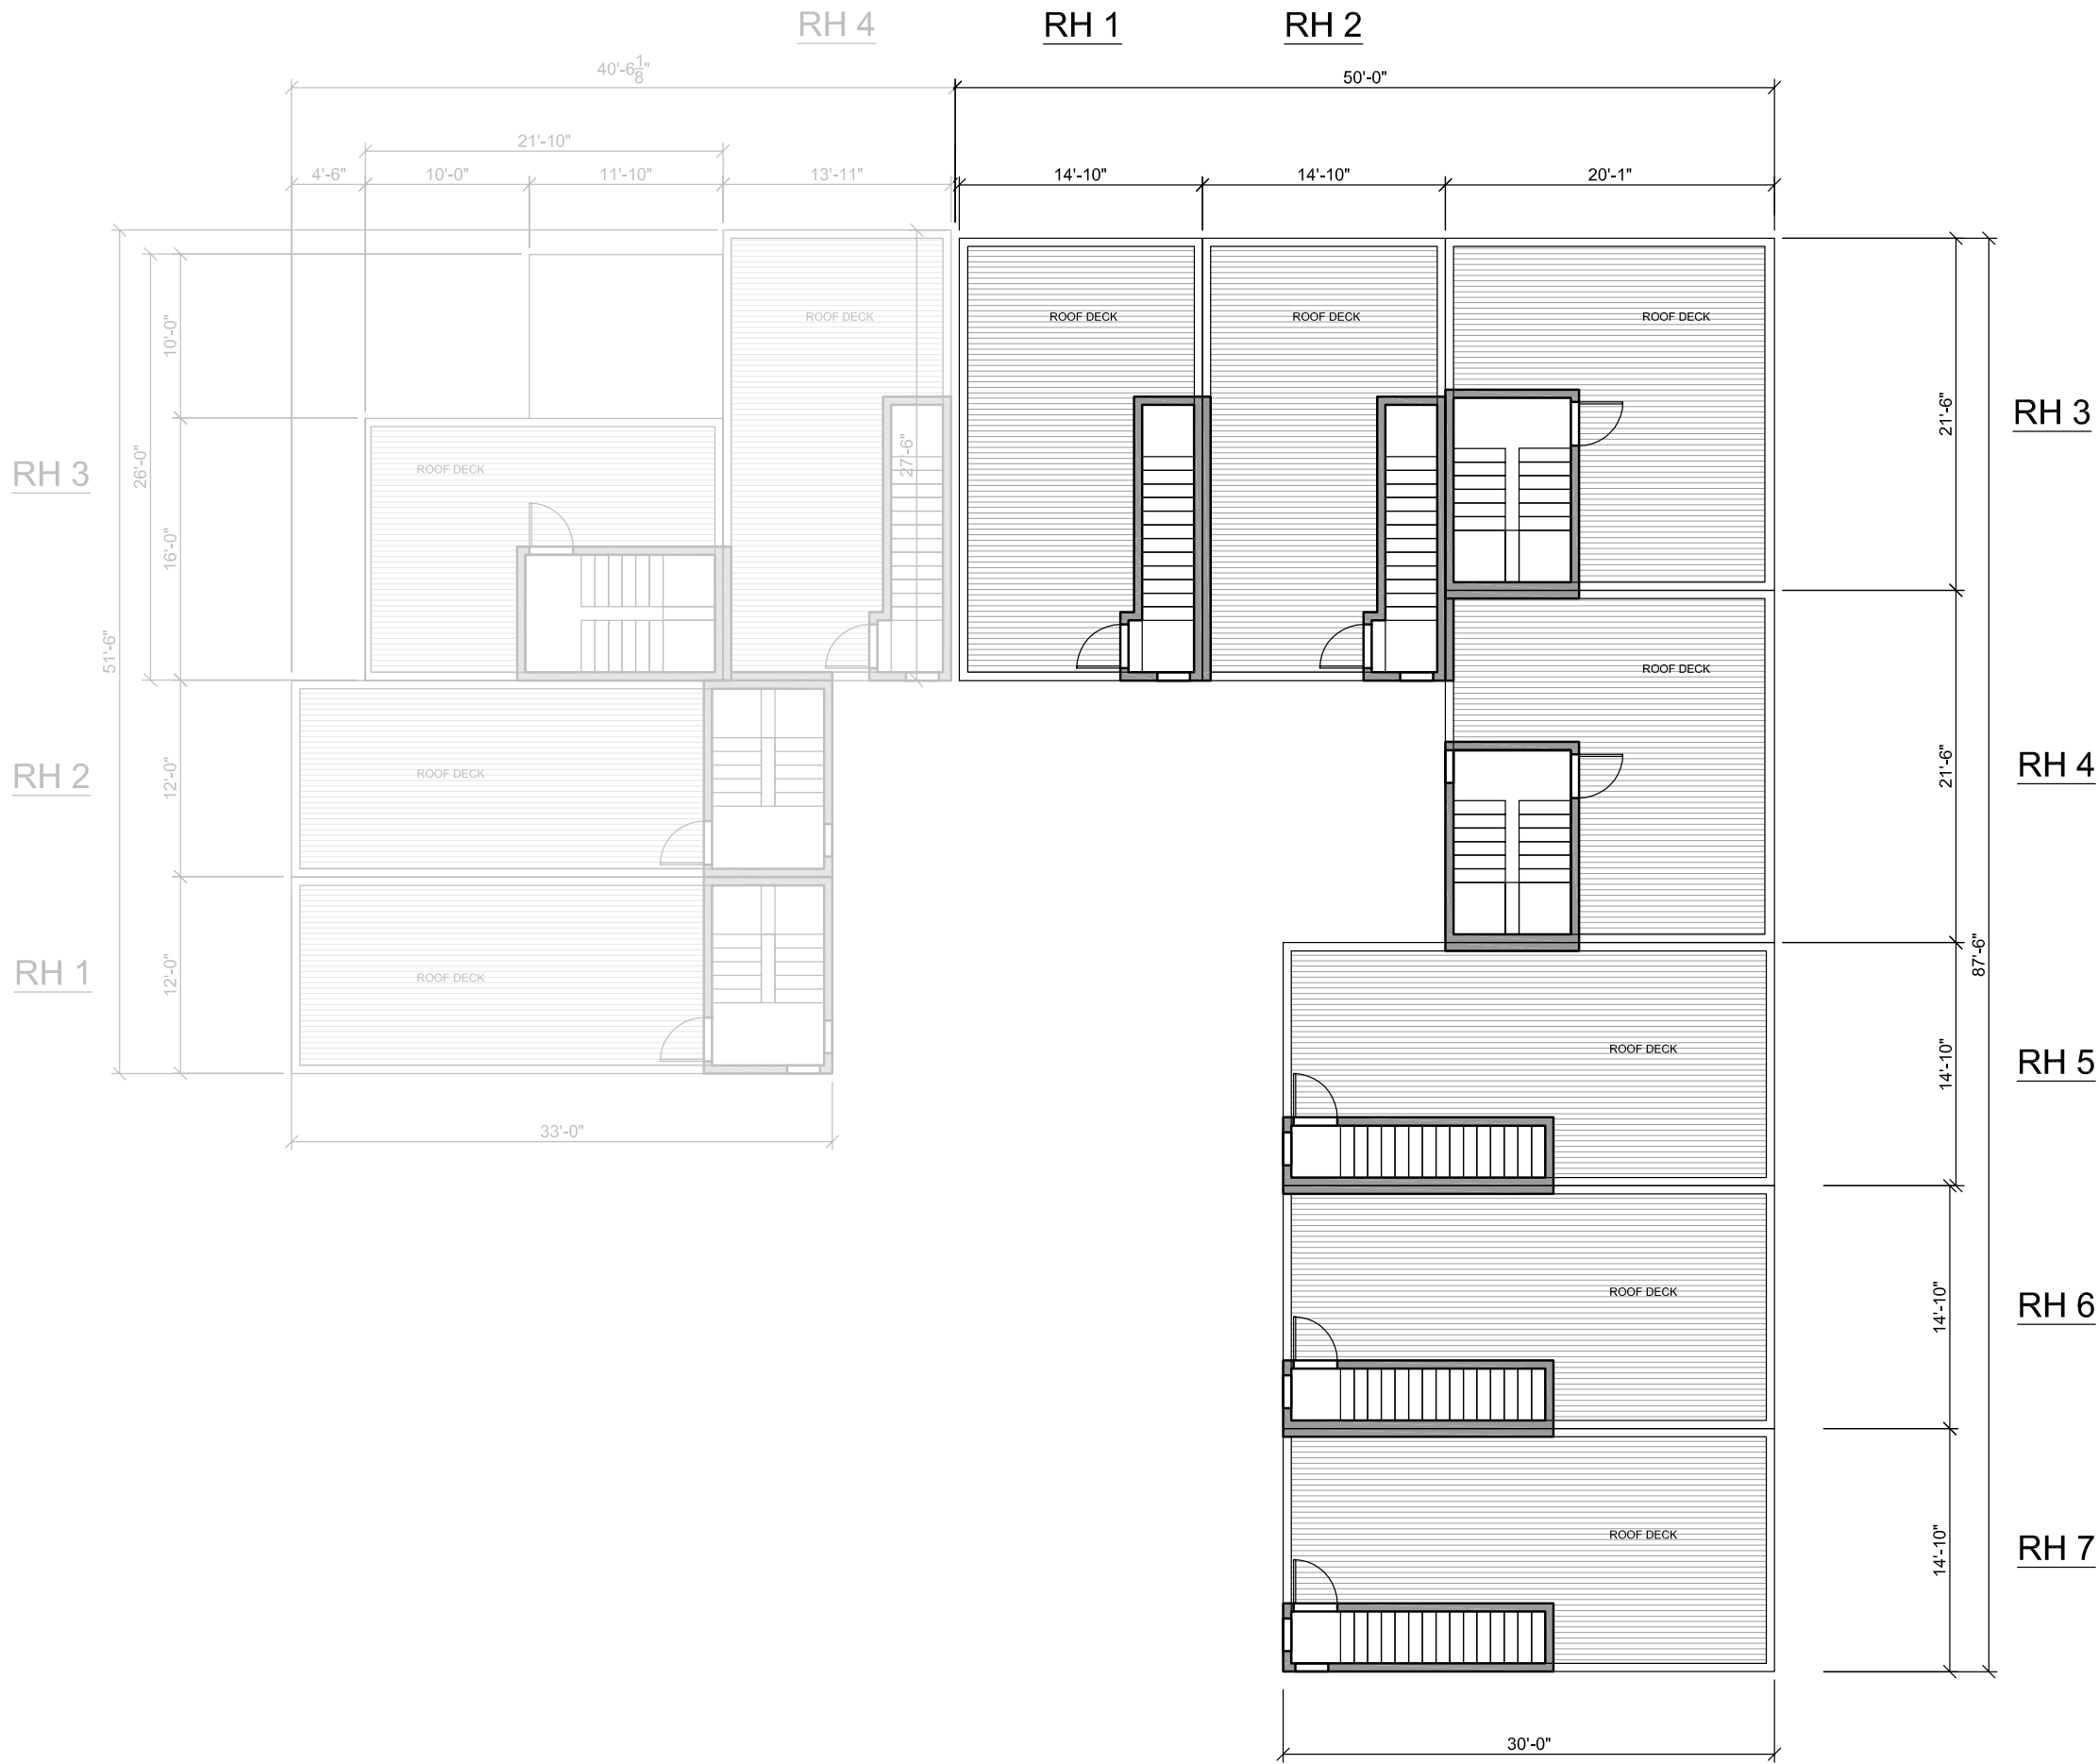 RH 4
RH 1
RH 2
40'-6 1/8"
50'-0"
21'-10"
4'-6"
10'-0"
11'-10"
13'-11"
14'-10"
14'-10"
20'-1"
ROOF DECK
ROOF DECK
ROOF DECK
ROOF DECK
10'-0"
21'-6"
RH 3
26'-0"
27'-6"
ROOF DECK
RH 3
16'-0"
51'-6"
ROOF DECK
RH 2
12'-0"
ROOF DECK
21'-6"
RH 4
RH 1
12'-0"
ROOF DECK
87'-6"
ROOF DECK
14'-10"
RH 5
33'-0"
ROOF DECK
14'-10"
RH 6
ROOF DECK
14'-10"
RH 7
30'-0"